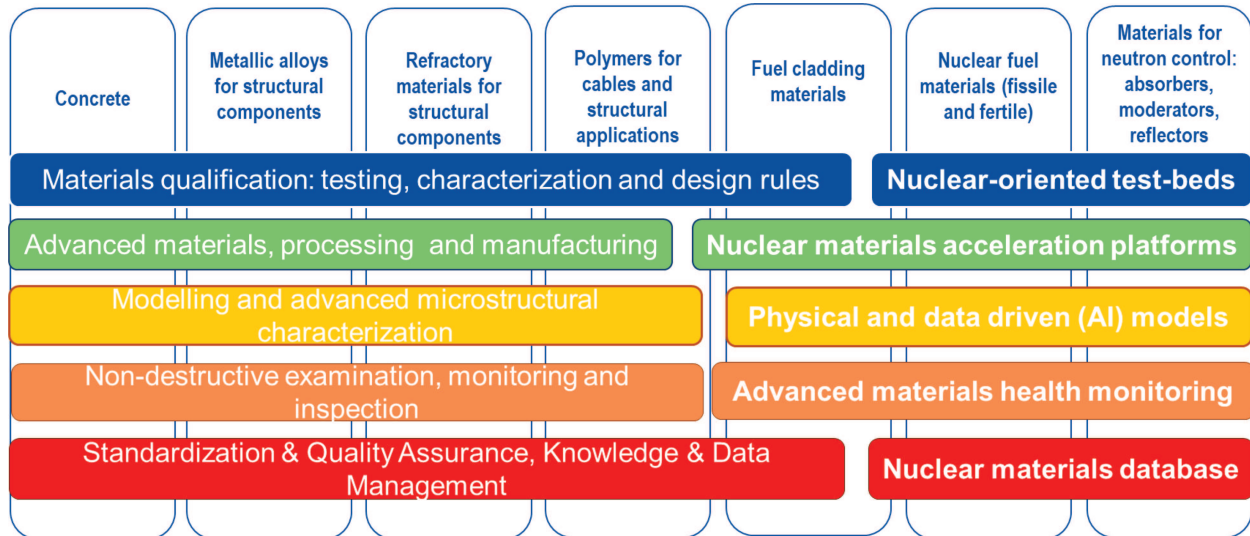 Concrete
Metallic alloys
for structural
components
Refractory
materials for
structural
components
Polymers for
cables and
structural
applications
Fuel cladding
materials
Nuclear fuel
materials (fissile
and fertile)
Materials for
neutron control:
absorbers,
moderators,
reflectors
Materials qualification: testing, characterization and design rules
Nuclear-oriented test-beds
Advanced materials, processing and manufacturing
Nuclear materials acceleration platforms
Modelling and advanced microstructural
characterization
Physical and data driven (AI) models
Non-destructive examination, monitoring and
inspection
Advanced materials health monitoring
Standardization & Quality Assurance, Knowledge & Data
Management
Nuclear materials database